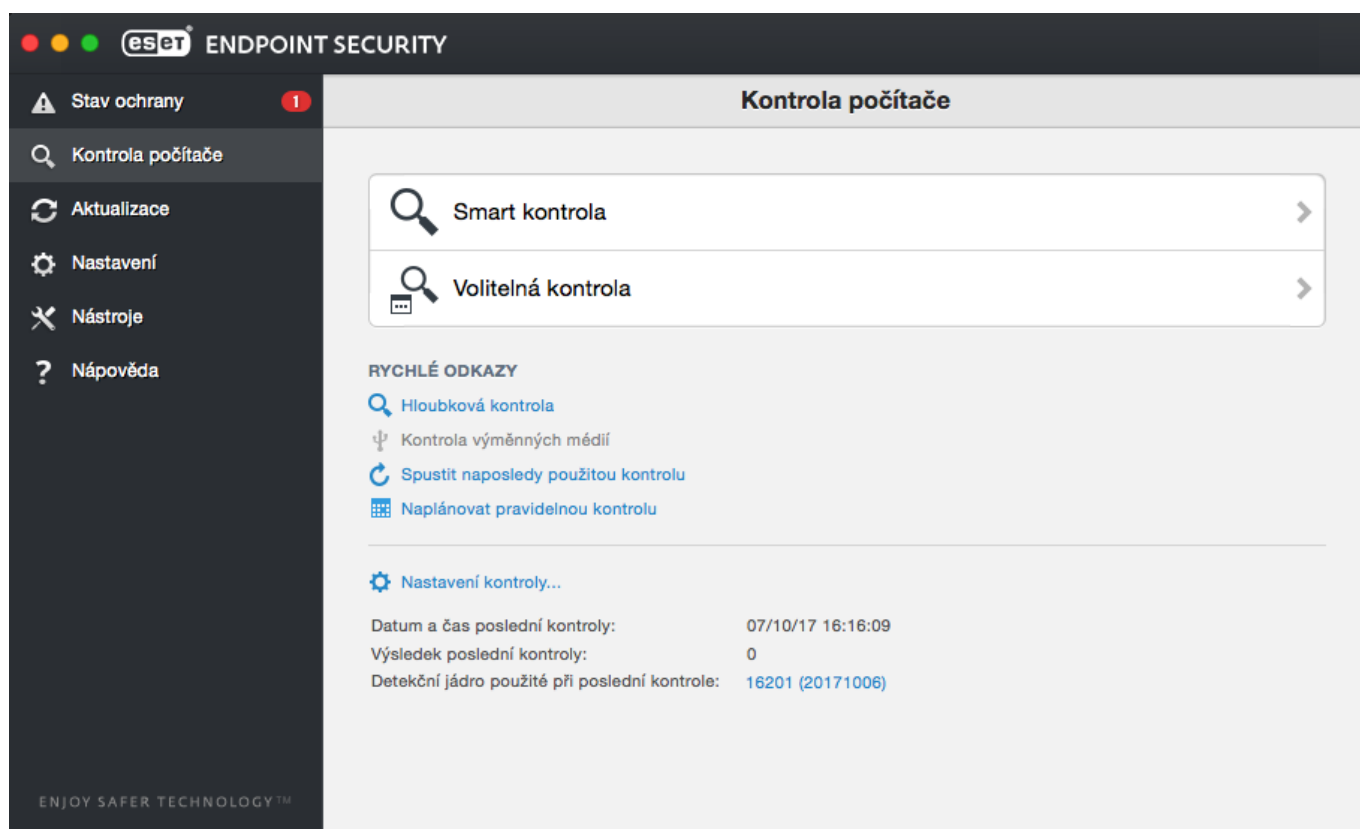 eset ENDPOINT SECURITY
Stav ochrany 1
Kontrola počítače
Aktualizace
Nastavení
Nástroje
Nápověda
ENJOY SAFER TECHNOLOGY™
Kontrola počítače
Smart kontrola
Volitelná kontrola
RYCHLÉ ODKAZY
Hloubková kontrola
Kontrola výměnných médií
Spustit naposledy použitou kontrolu
Naplánovat pravidelnou kontrolu
Nastavení kontroly...
Datum a čas poslední kontroly: 07/10/17 16:16:09
Výsledek poslední kontroly: 0
Detekční jádro použité při poslední kontrole: 16201 (20171006)